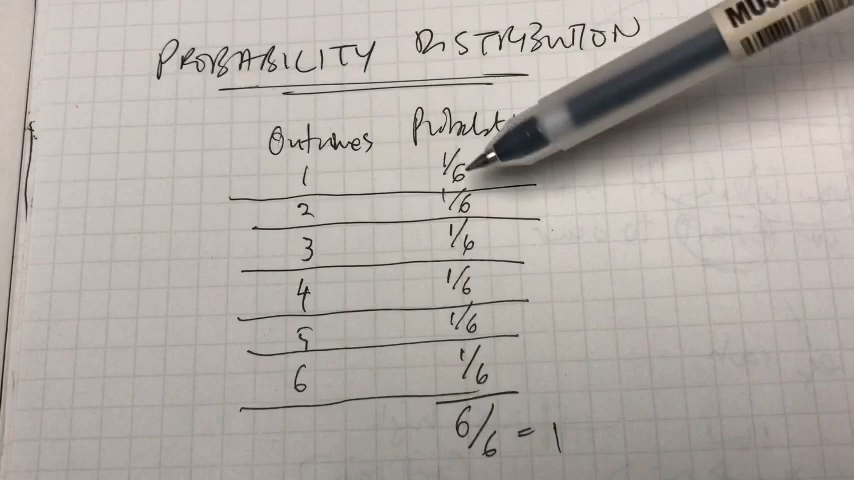 PROBABILITY DISTRIBUTION
Outcomes
1 1/6
2 1/6
3 1/6
4 1/6
5 1/6
6 1/6
6/6 = 1